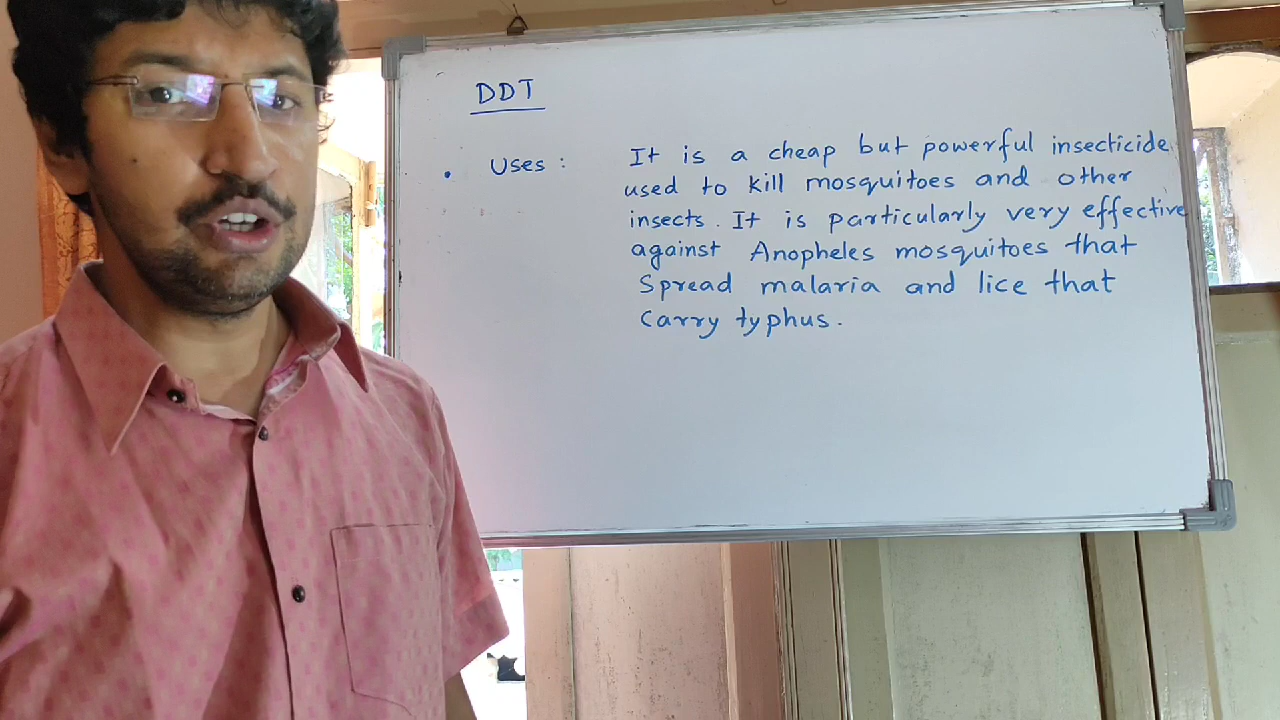 DDT
Uses : It is a cheap but powerful insecticide
used to kill mosquitoes and other
insects. It is particularly very effective
against Anopheles mosquitoes that
Spread malaria and lice that
Carry typhus.